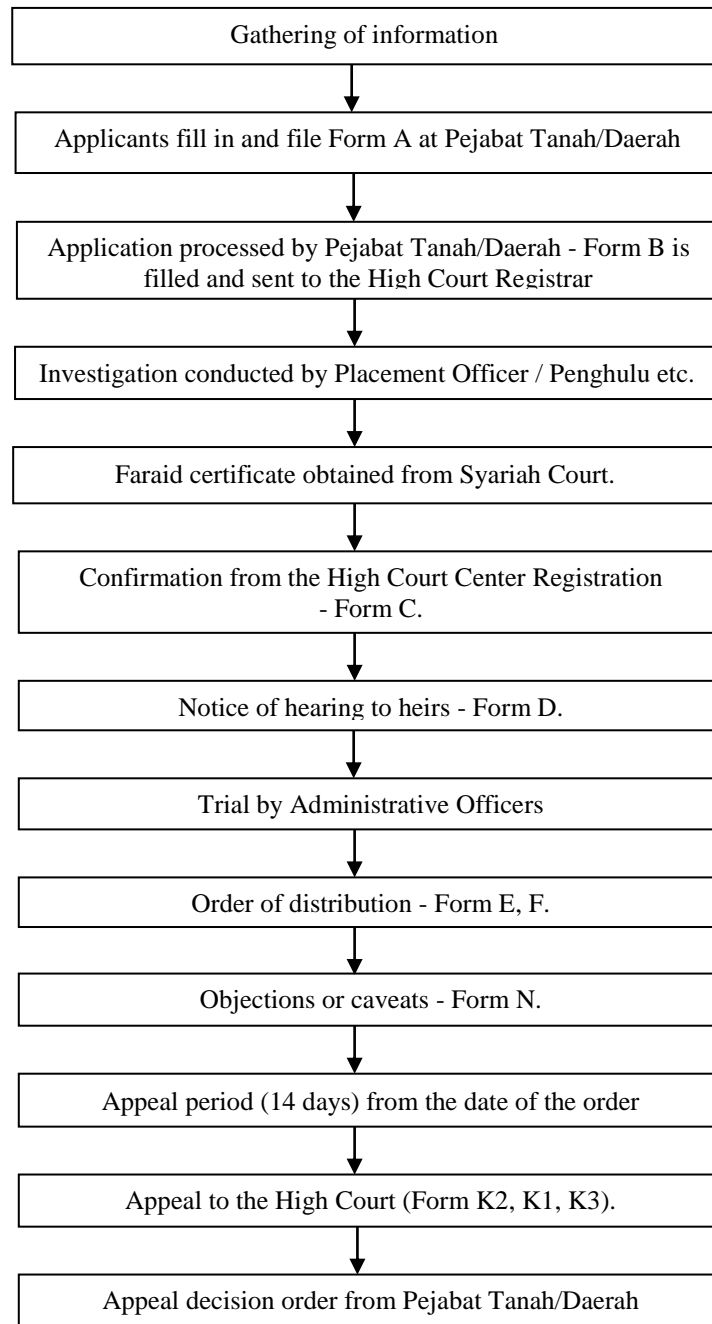 Gathering of information
Applicants fill in and file Form A at Pejabat Tanah/Daerah
Application processed by Pejabat Tanah/Daerah - Form B is
filled and sent to the High Court Registrar
Investigation conducted by Placement Officer / Penghulu etc.
Faraid certificate obtained from Syariah Court.
Confirmation from the High Court Center Registration
- Form C.
Notice of hearing to heirs - Form D.
Trial by Administrative Officers
Order of distribution - Form E, F.
Objections or caveats - Form N.
Appeal period (14 days) from the date of the order
Appeal to the High Court (Form K2, K1, K3).
Appeal decision order from Pejabat Tanah/Daerah